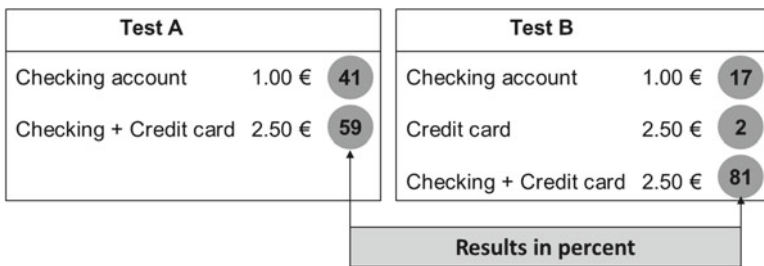 Test A
Checking account 1.00 € 41
Checking + Credit card 2.50 € 59
Test B
Checking account 1.00 € 17
Credit card 2.50 € 2
Checking + Credit card 2.50 € 81
Results in percent